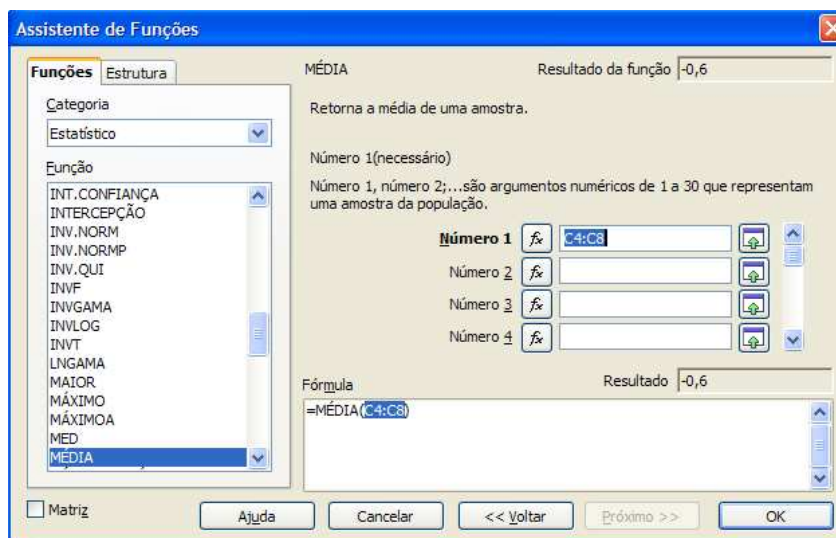 Assistente de Funções
Funções Estrutura
Categoria
Estatístico
Função
INT.CONFIANÇA
INTERCEPÇÃO
INV.NORM
INV.NORMP
INV.QUI
INVF
INVGAMA
INVLOG
INVT
LNGAMA
MAIOR
MÁXIMO
MÁXIMOA
MED
MÉDIA
Matriz
MÉDIA Resultado da função -0,6
Retorna a média de uma amostra.
Número 1(necessário)
Número 1, número 2;...são argumentos numéricos de 1 a 30 que representam
uma amostra da população.
Número 1 fx C4:C8
Número 2 fx
Número 3 fx
Número 4 fx
Fórmula Resultado -0,6
=MÉDIA(C4:C8)
Ajuda Cancelar << Voltar Próximo >> OK